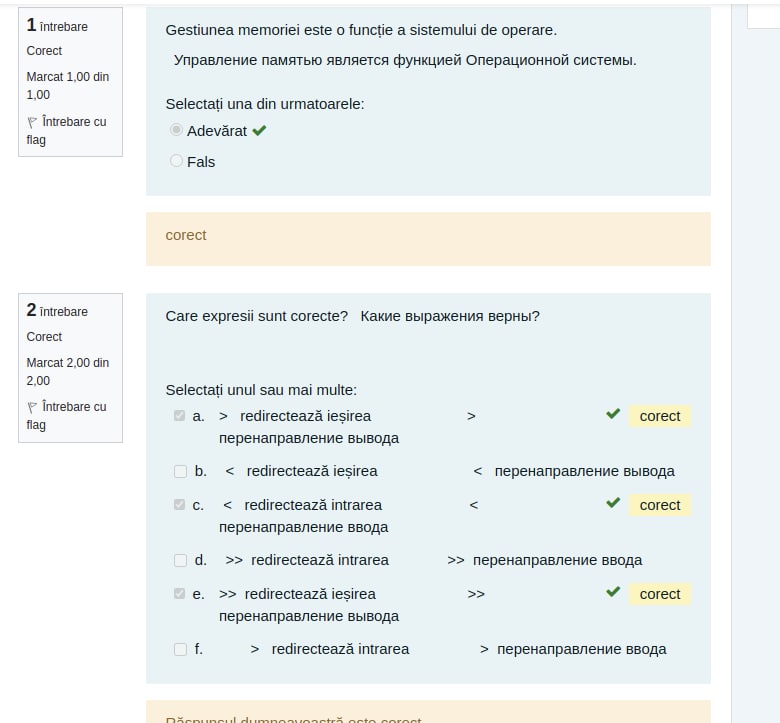 1 întrebare
Corect
Marcat 1,00 din
1,00
Întrebare cu
flag
Gestiunea memoriei este o funcție a sistemului de operare.
Управление памятью является функцией Операционной системы.
Selectați una din urmatoarele:
Adevărat
Fals
corect
2 întrebare
Corect
Marcat 2,00 din
2,00
Întrebare cu
flag
Care expresii sunt corecte? Какие выражения верны?
Selectați unul sau mai multe:
a. > redirectează ieșirea >
перенаправление вывода
corect
b. < redirectează ieșirea < перенаправление вывода
c. < redirectează intrarea <
перенаправление ввода
corect
d. >> redirectează intrarea >> перенаправление ввода
e. >> redirectează ieșirea >>
перенаправление вывода
corect
f. > redirectează intrarea > перенаправление ввода
Răspunsul dumneavoastră este corect